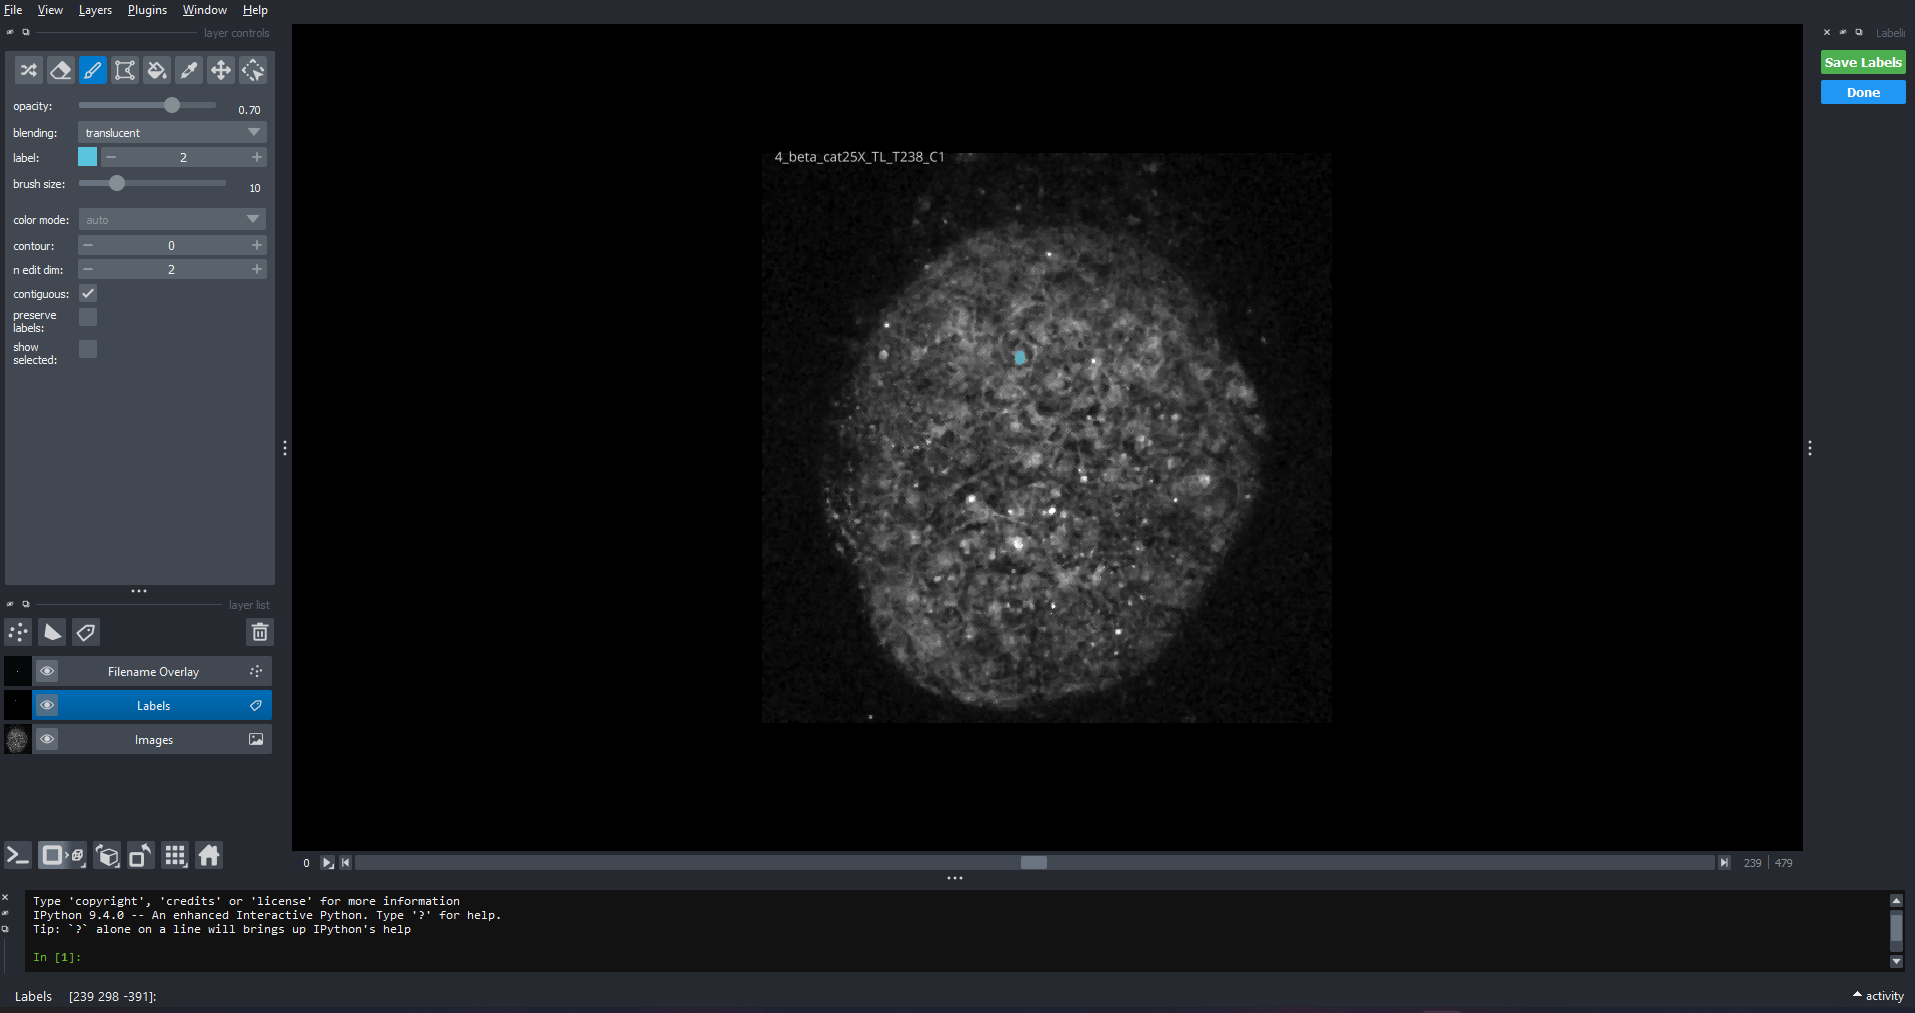 File View Layers Plugins Window Help
layer controls
opacity: 0.70
blending: translucent
label: 2
brush size: 10
color mode: auto
contour: 0
n edit dim: 2
contiguous:
preserve
labels:
show
selected:
layer list
Filename Overlay
Labels
Images
4_beta_cat25X_TL_T238_C1
0 239 479
Save Labels
Done
Type 'copyright', 'credits' or 'license' for more information
IPython 9.4.0 -- An enhanced Interactive Python. Type '?' for help.
Tip: `?` alone on a line will brings up IPython's help
In [1]:
Labels [239 298 -391]:
activity